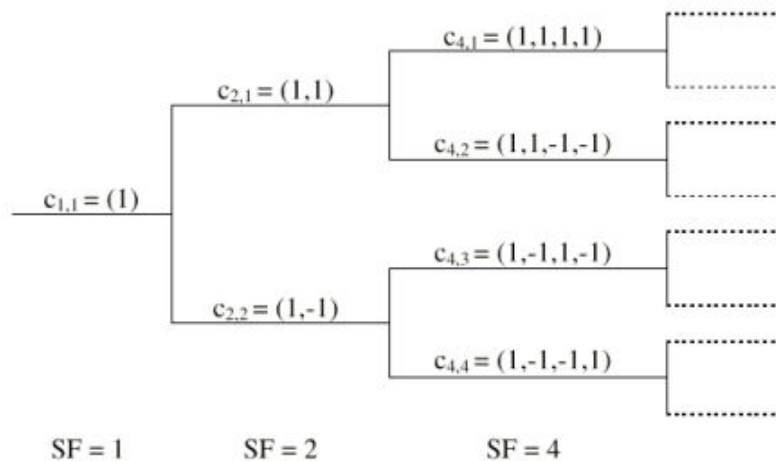 c4,1 = (1,1,1,1)
c2,1 = (1,1)
c4,2 = (1,1,-1,-1)
c1,1 = (1)
c4,3 = (1,-1,1,-1)
c2,2 = (1,-1)
c4,4 = (1,-1,-1,1)
SF = 1 SF = 2 SF = 4